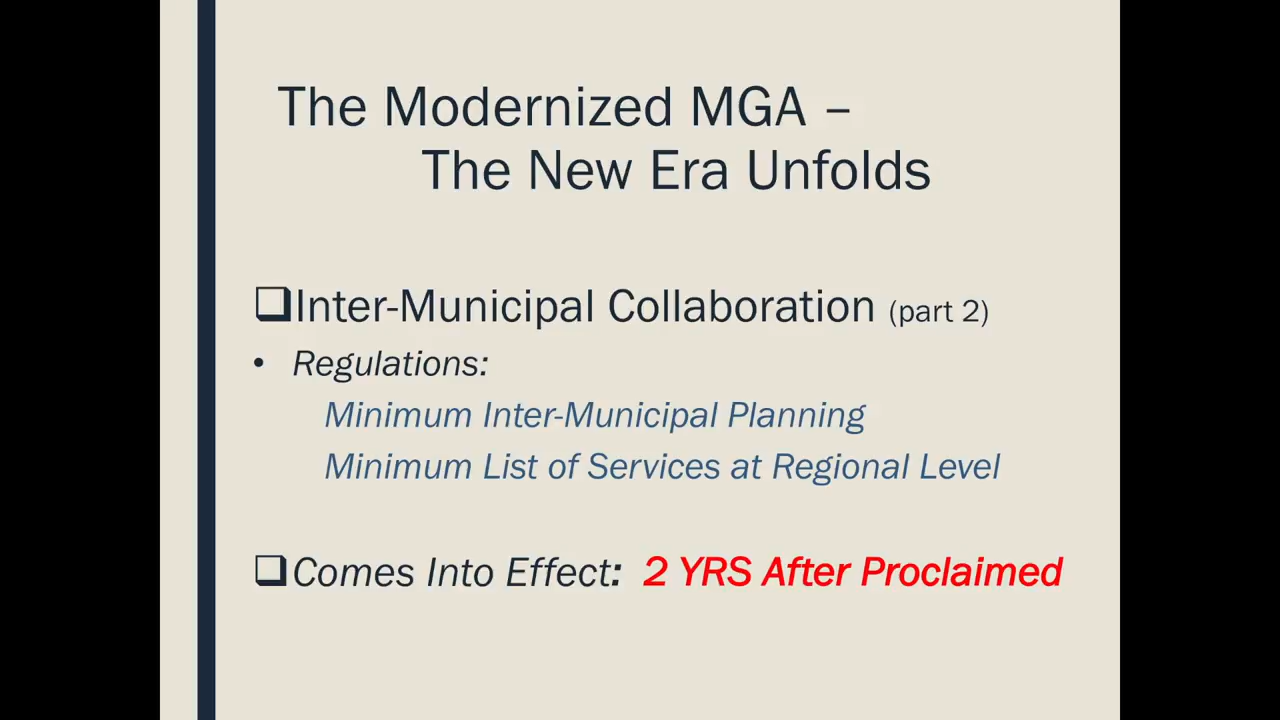 The Modernized MGA –
The New Era Unfolds
❑Inter-Municipal Collaboration (part 2)
• Regulations:
Minimum Inter-Municipal Planning
Minimum List of Services at Regional Level
❑Comes Into Effect: 2 YRS After Proclaimed